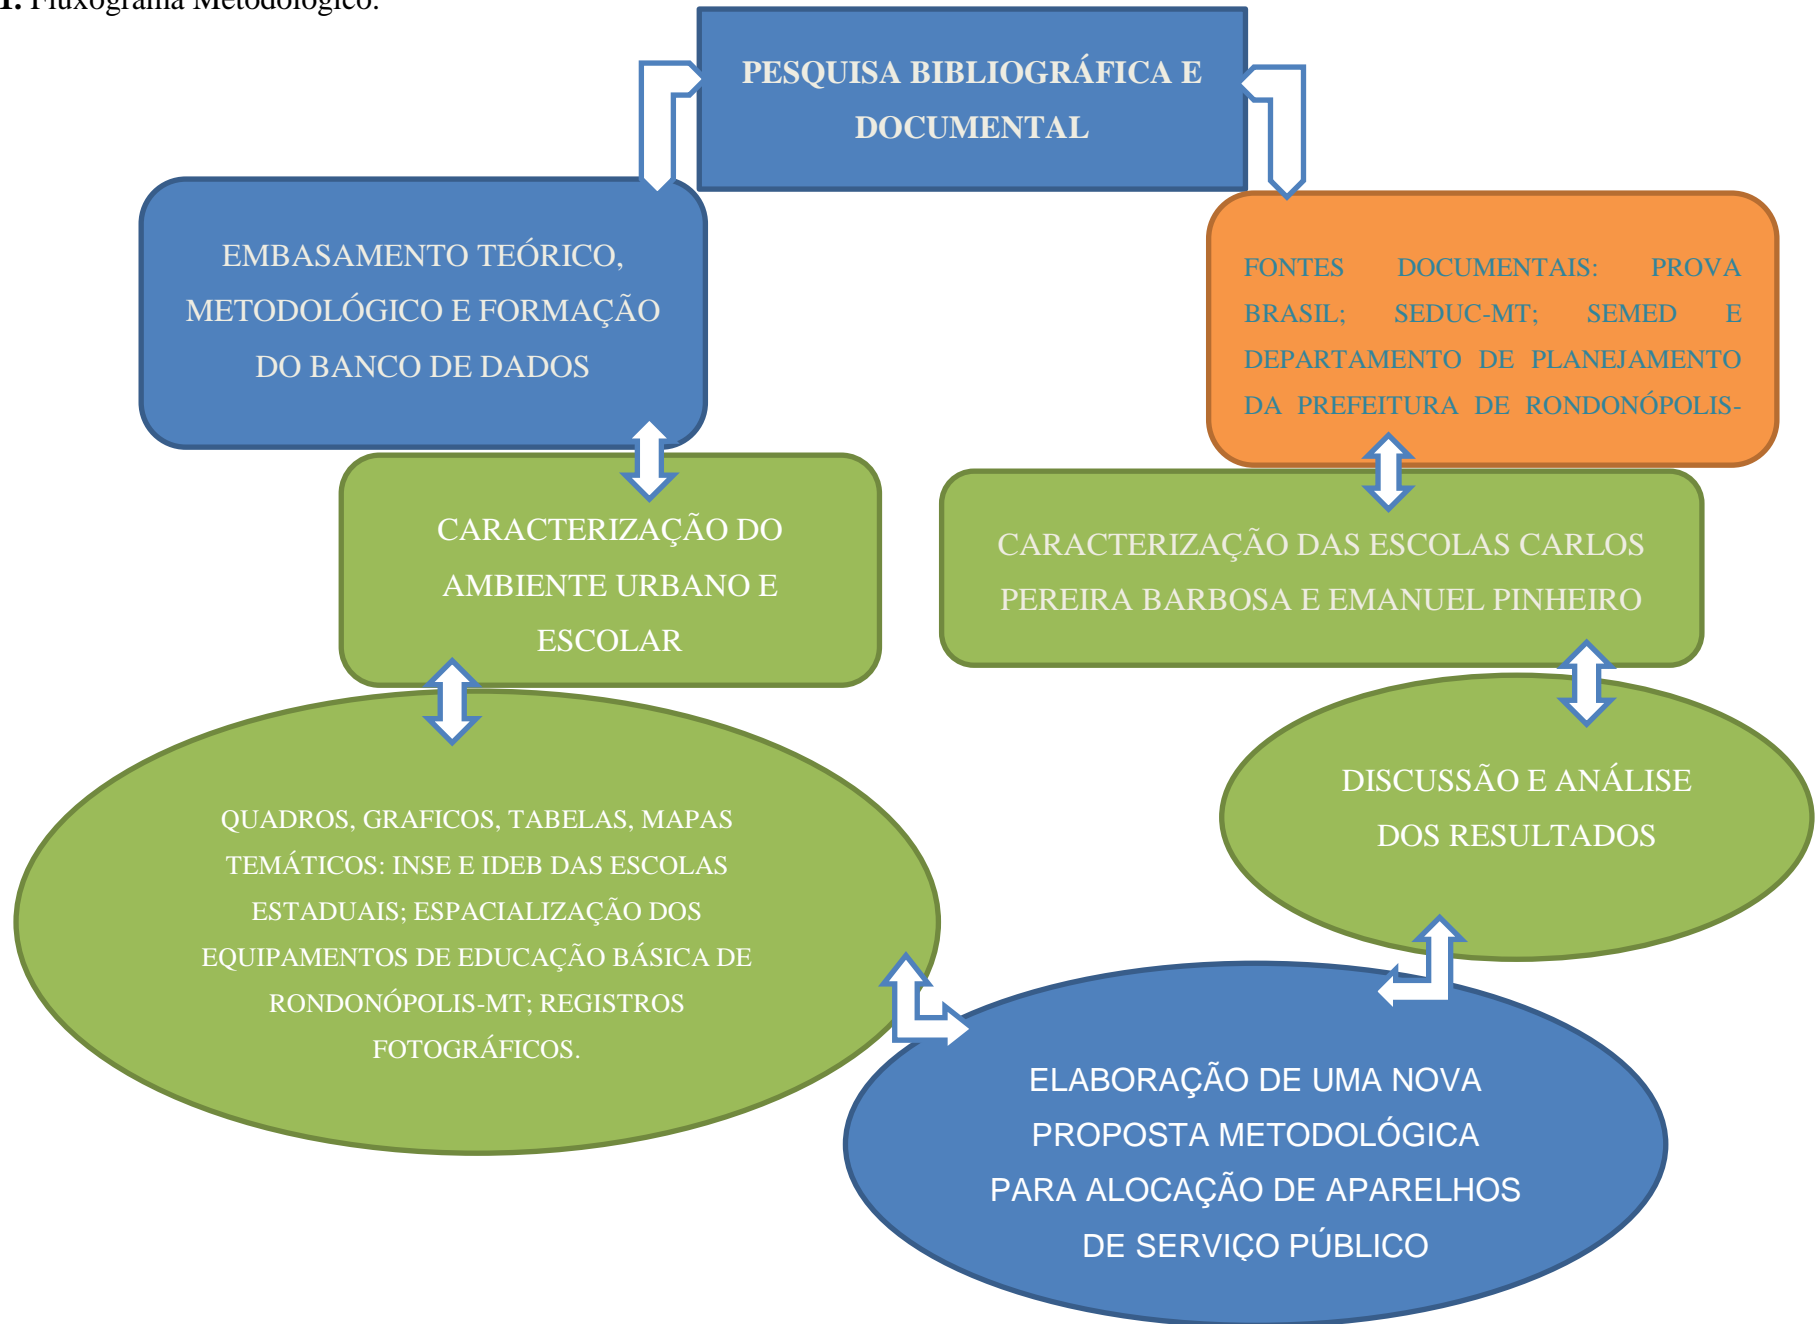 1. Fluxograma Metodológico.
PESQUISA BIBLIOGRÁFICA E
DOCUMENTAL
EMBASAMENTO TEÓRICO,
METODOLÓGICO E FORMAÇÃO
DO BANCO DE DADOS
FONTES DOCUMENTAIS: PROVA
BRASIL; SEDUC-MT; SEMED E
DEPARTAMENTO DE PLANEJAMENTO
DA PREFEITURA DE RONDONÓPOLIS-
CARACTERIZAÇÃO DO
AMBIENTE URBANO E
ESCOLAR
CARACTERIZAÇÃO DAS ESCOLAS CARLOS
PEREIRA BARBOSA E EMANUEL PINHEIRO
QUADROS, GRAFICOS, TABELAS, MAPAS
TEMÁTICOS: INSE E IDEB DAS ESCOLAS
ESTADUAIS; ESPACIALIZAÇÃO DOS
EQUIPAMENTOS DE EDUCAÇÃO BÁSICA DE
RONDONÓPOLIS-MT; REGISTROS
FOTOGRÁFICOS.
DISCUSSÃO E ANÁLISE
DOS RESULTADOS
ELABORAÇÃO DE UMA NOVA
PROPOSTA METODOLÓGICA
PARA ALOCAÇÃO DE APARELHOS
DE SERVIÇO PÚBLICO